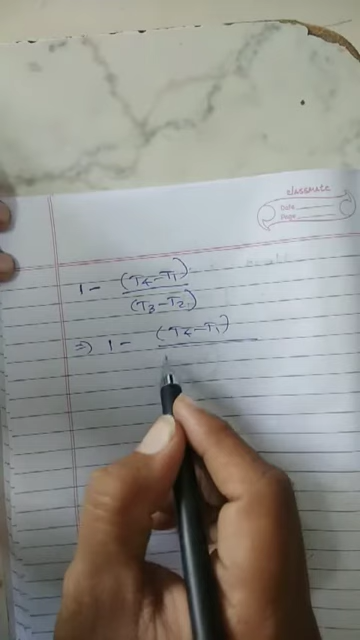 classmate
Date
Page
1 - (T4-T1)
(T3-T2)
⇒ 1 - (T4-T1)